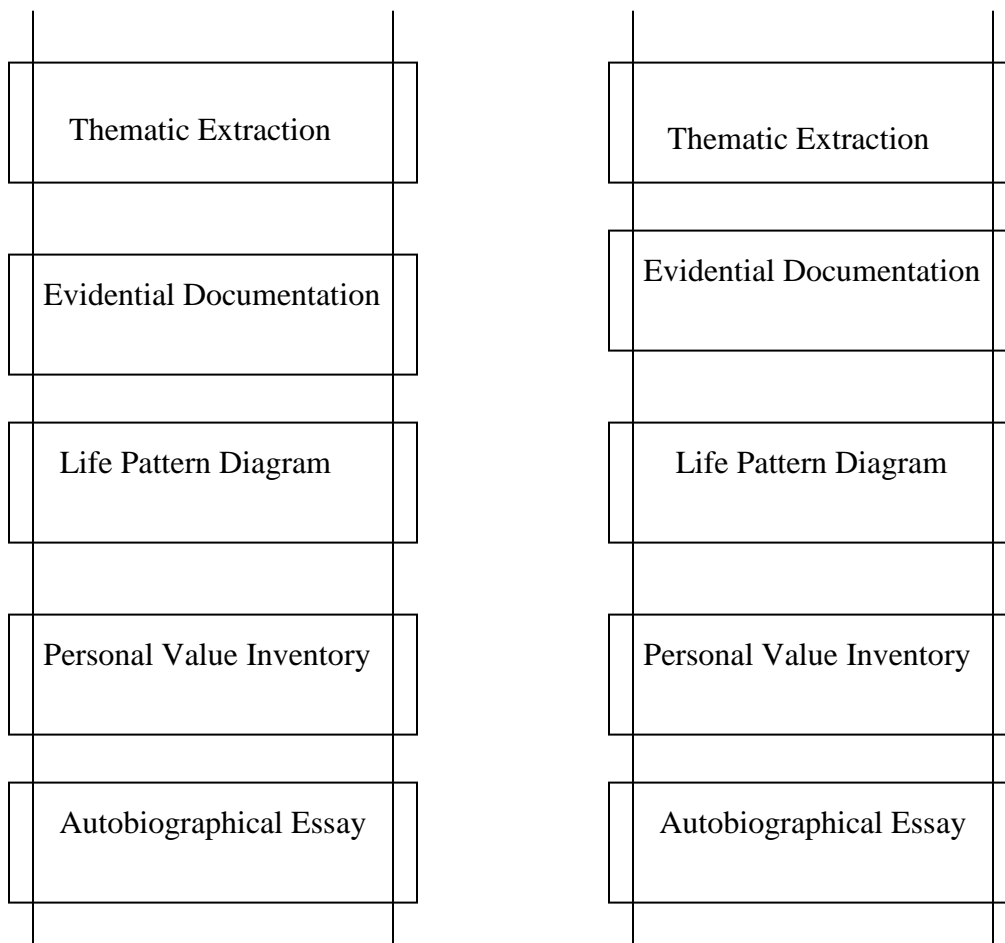 Thematic Extraction
Evidential Documentation
Life Pattern Diagram
Personal Value Inventory
Autobiographical Essay
Thematic Extraction
Evidential Documentation
Life Pattern Diagram
Personal Value Inventory
Autobiographical Essay